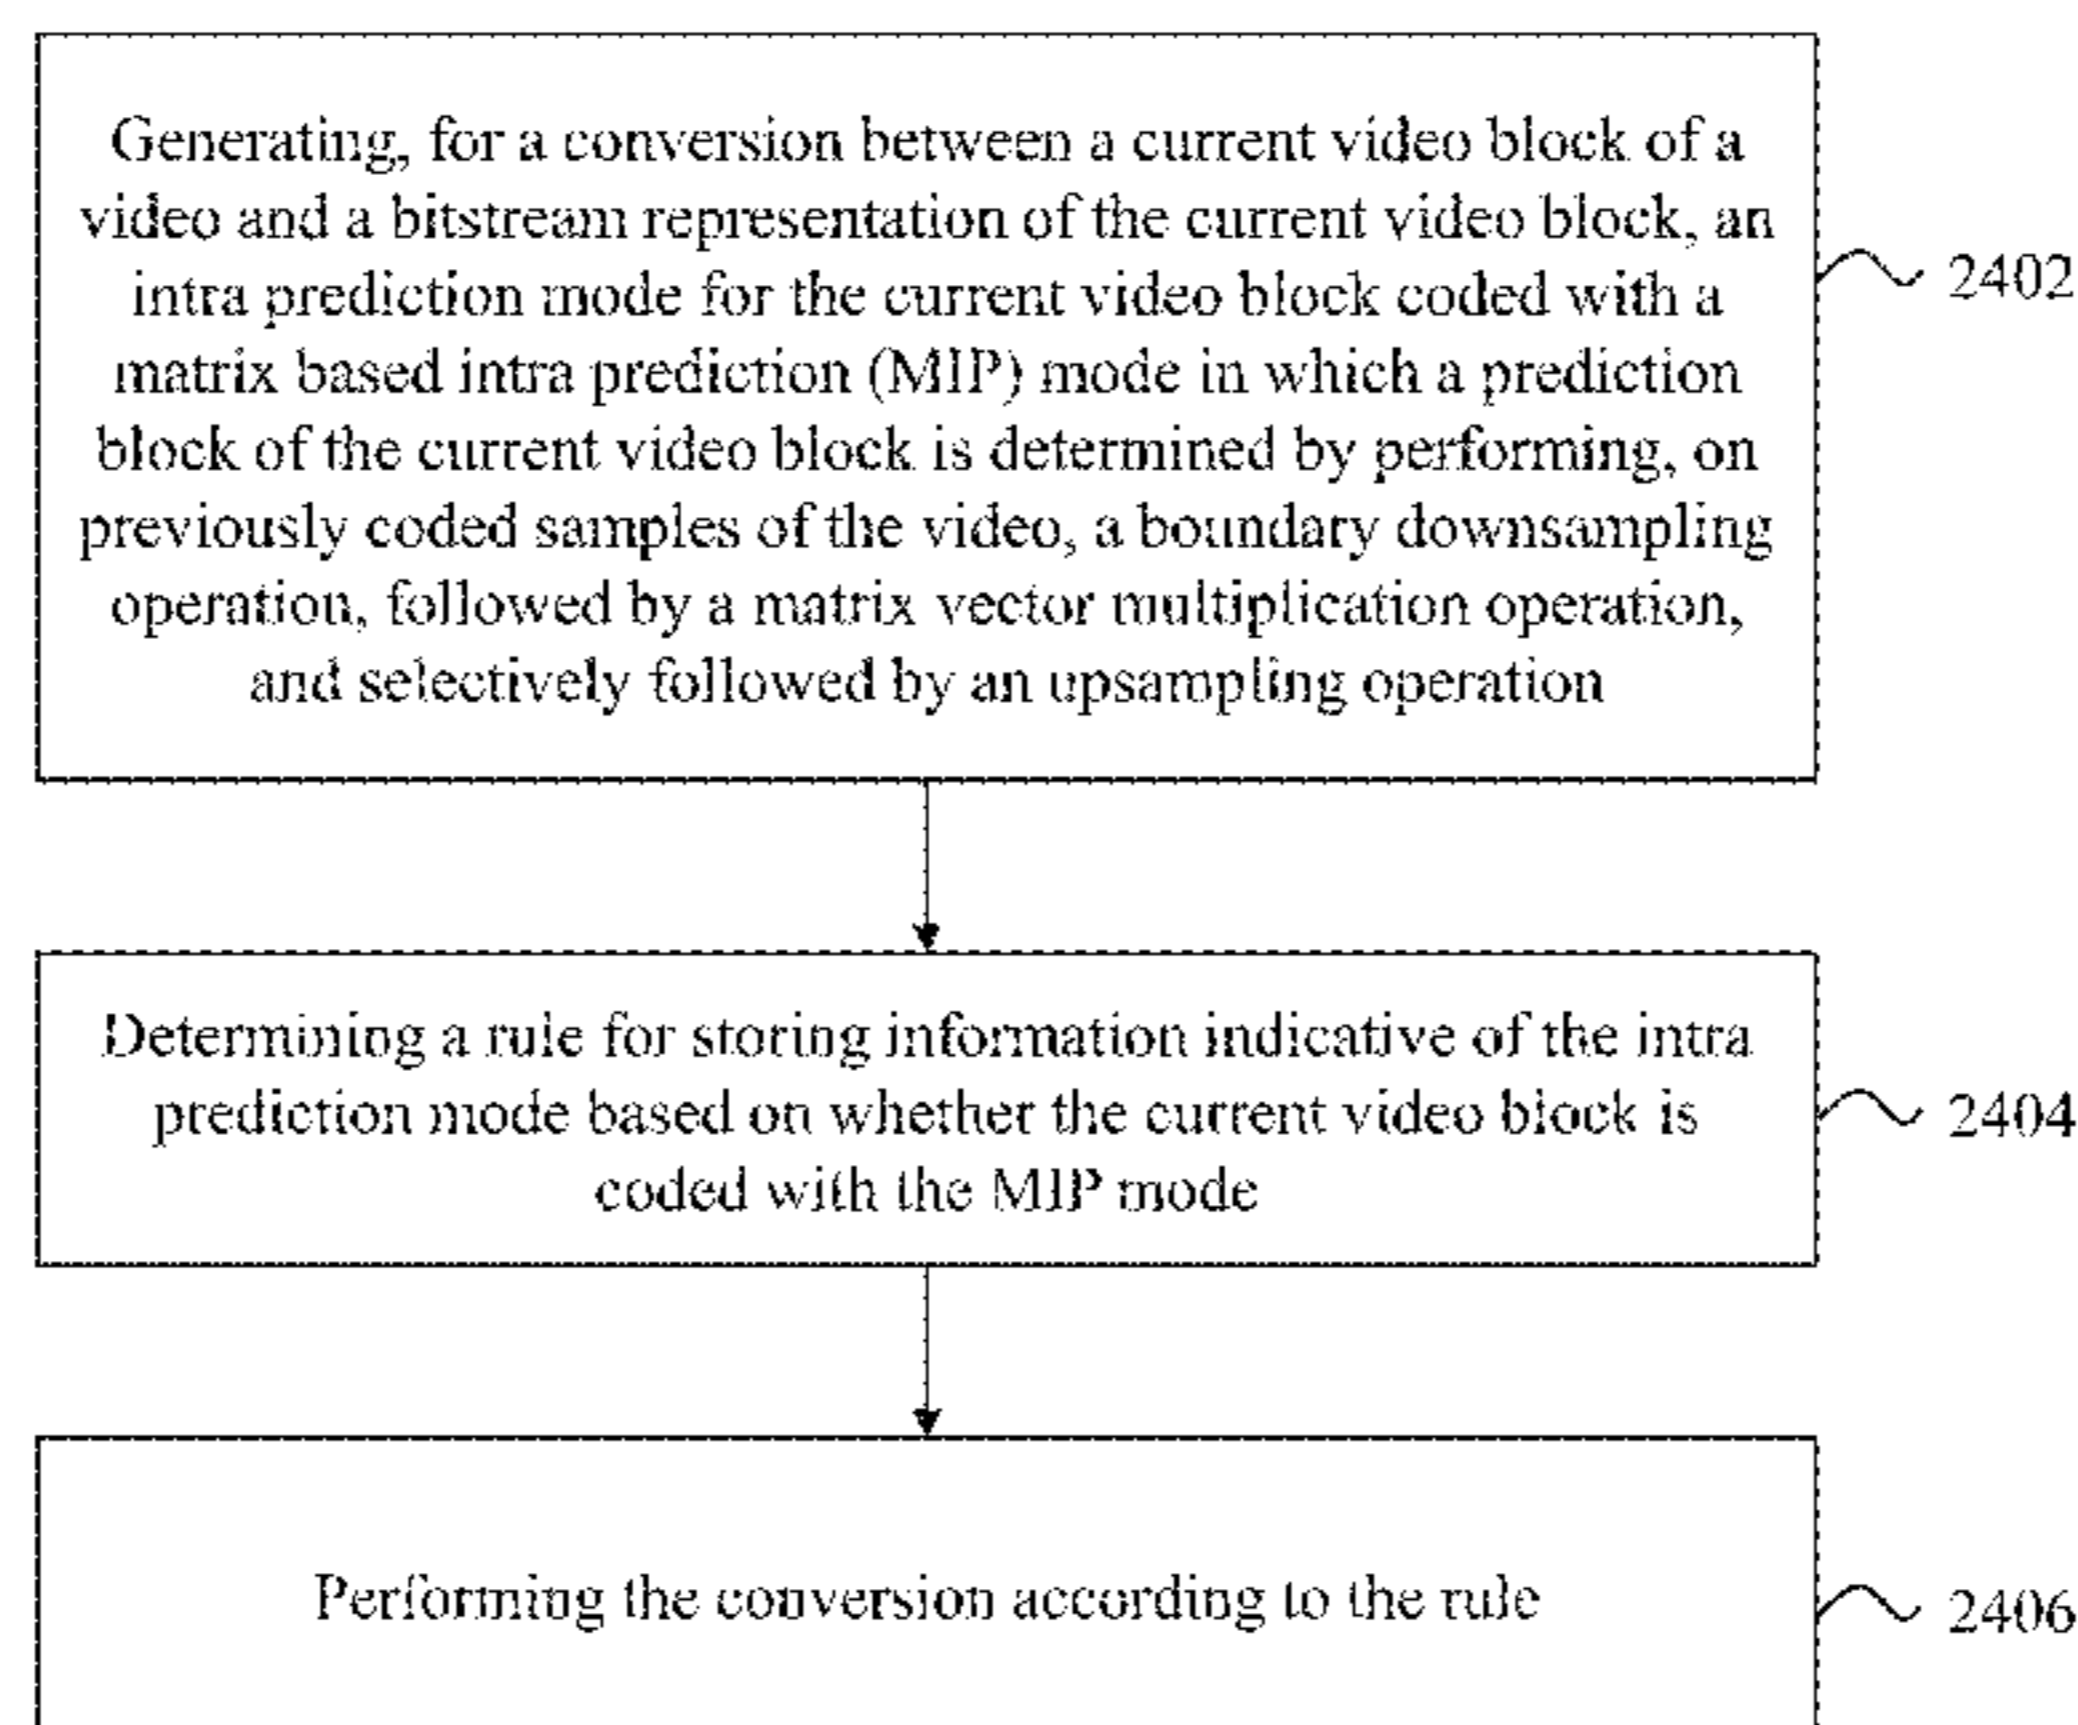 Generating, for a conversion between a current video block of a
video and a bitstream representation of the current video block, an
intra prediction mode for the current video block coded with a
matrix based intra prediction (MIP) mode in which a prediction
block of the current video block is determined by performing, on
previously coded samples of the video, a boundary downsampling
operation, followed by a matrix vector multiplication operation,
and selectively followed by an upsampling operation
2402
Determining a rule for storing information indicative of the intra
prediction mode based on whether the current video block is
coded with the MIP mode
2404
Performing the conversion according to the rule
2406